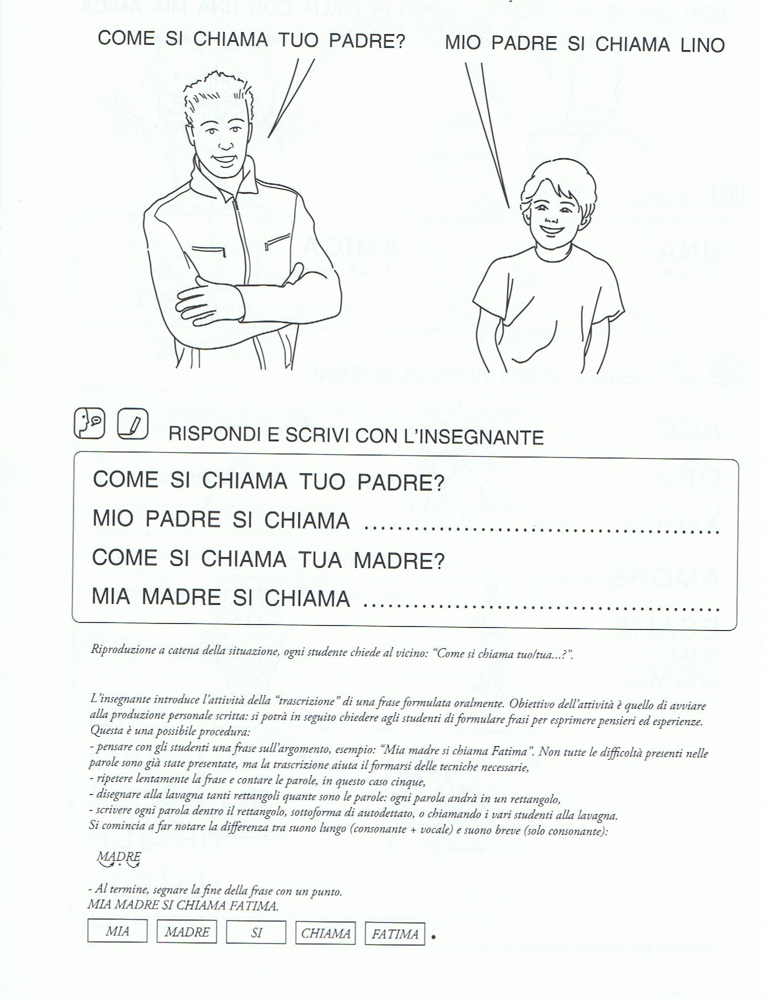 COME SI CHIAMA TUO PADRE?
MIO PADRE SI CHIAMA LINO
RISPONDI E SCRIVI CON L'INSEGNANTE
COME SI CHIAMA TUO PADRE?
MIO PADRE SI CHIAMA ............................................
COME SI CHIAMA TUA MADRE?
MIA MADRE SI CHIAMA ............................................
Riproduzione a catena della situazione, ogni studente chiede al vicino: “Come si chiama tuo/tua...?”.
L'insegnante introduce l'attività della “trascrizione” di una frase formulata oralmente. Obiettivo dell'attività è quello di avviare
alla produzione personale scritta: si potrà in seguito chiedere agli studenti di formulare frasi per esprimere pensieri ed esperienze.
Questa è una possibile procedura:
- pensare con gli studenti una frase sull'argomento, esempio: “Mia madre si chiama Fatima”. Non tutte le difficoltà presenti nelle
parole sono già state presentate, ma la trascrizione aiuta il formarsi delle tecniche necessarie,
- ripetere lentamente la frase e contare le parole, in questo caso cinque,
- disegnare alla lavagna tanti rettangoli quante sono le parole: ogni parola andrà in un rettangolo,
- scrivere ogni parola dentro il rettangolo, sottoforma di autodettato, o chiamando i vari studenti alla lavagna.
Si comincia a far notare la differenza tra suono lungo (consonante + vocale) e suono breve (solo consonante):
MADRE
- Al termine, segnare la fine della frase con un punto.
MIA MADRE SI CHIAMA FATIMA.
MIA MADRE SI CHIAMA FATIMA .